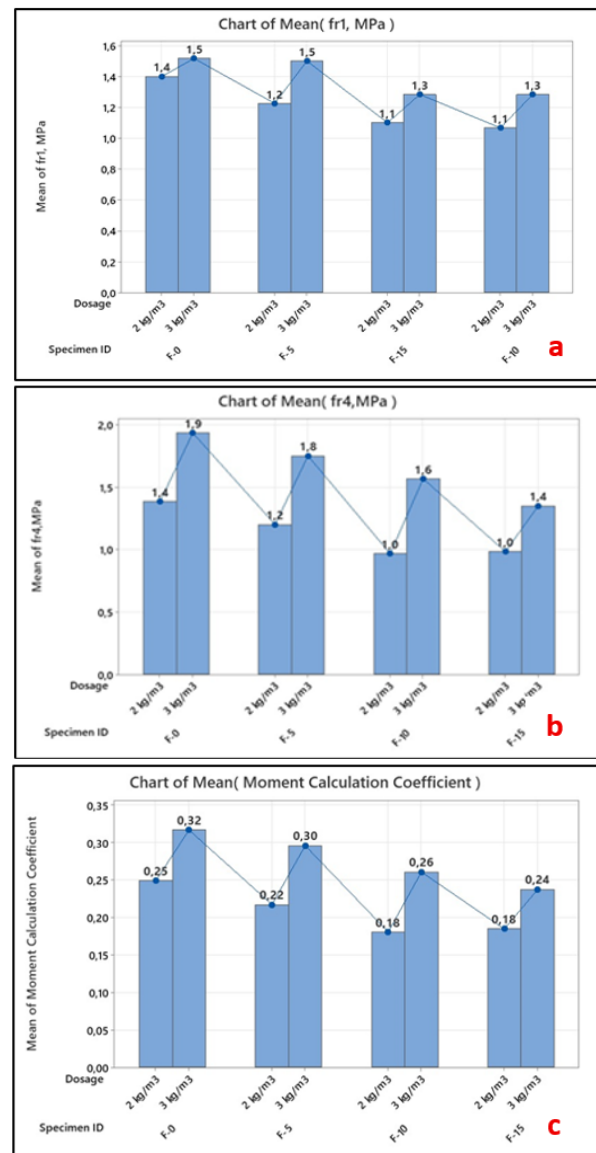 Chart of Mean( fr1, MPa )
Mean of fr1, MPa
1,6
1,4
1,2
1,0
0,8
0,6
0,4
0,2
0,0
1,4
1,5
1,2
1,5
1,1
1,3
1,1
1,3
Dosage
2 kg/m3
3 kg/m3
2 kg/m3
3 kg/m3
2 kg/m3
3 kg/m3
2 kg/m3
3 kg/m3
Specimen ID
F-0
F-5
F-15
F-10
a
Chart of Mean( fr4,MPa )
Mean of fr4,MPa
2,0
1,5
1,0
0,5
0,0
1,4
1,9
1,2
1,8
1,0
1,6
1,0
1,4
Dosage
2 kg/m3
3 kg/m3
2 kg/m3
3 kg/m3
2 kg/m3
3 kg/m3
2 kg/m3
Specimen ID
F-0
F-5
F-10
F-15
b
Chart of Mean( Moment Calculation Coefficient )
Mean of Moment Calculation Coefficient
0,35
0,30
0,25
0,20
0,15
0,10
0,05
0,00
0,25
0,32
0,22
0,30
0,18
0,26
0,18
0,24
Dosage
2 kg/m3
3 kg/m3
2 kg/m3
3 kg/m3
2 kg/m3
3 kg/m3
2 kg/m3
3 kg/m3
Specimen ID
F-0
F-5
F-10
F-15
c